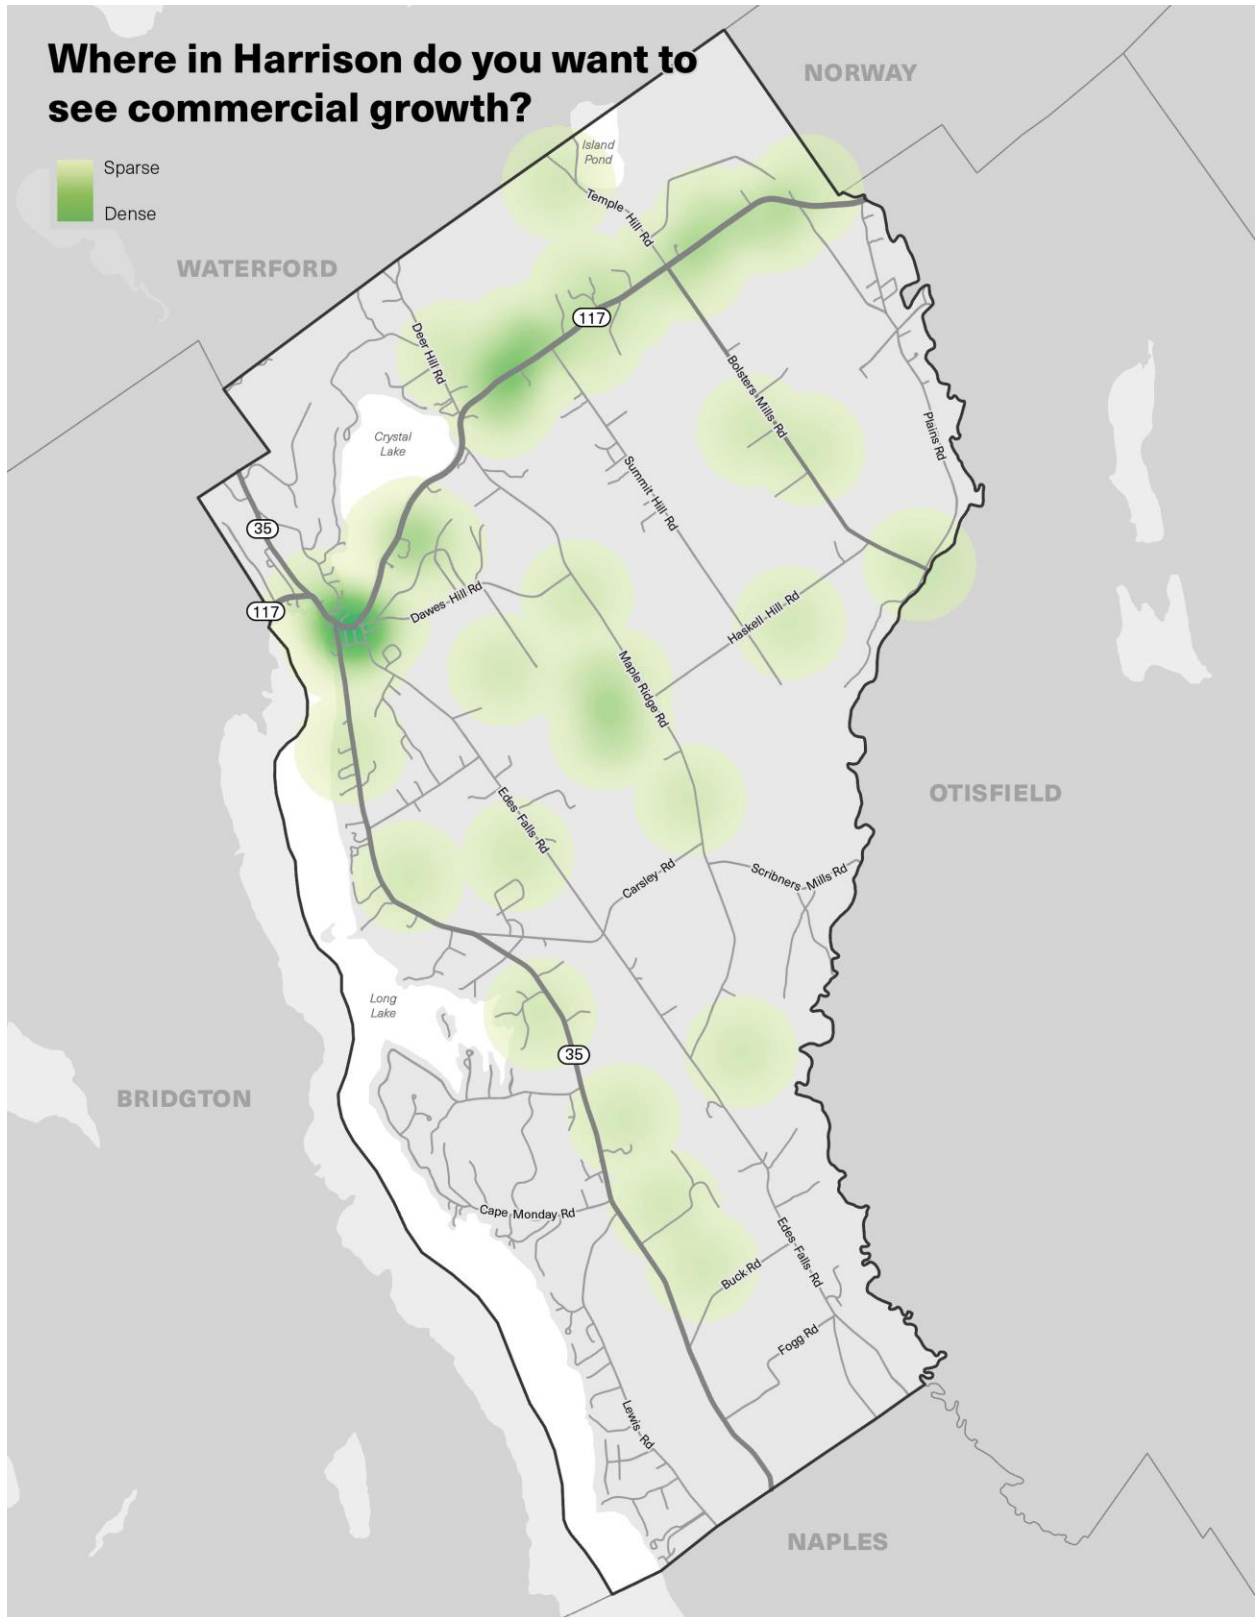 Where in Harrison do you want to
see commercial growth?
Sparse
Dense
NORWAY
Island
Pond
Temple Hill Rd
WATERFORD
117
Deer Hill Rd
Bolsters Mills Rd
Plains Rd
Crystal
Lake
Summit Hill Rd
35
117
Dawes Hill Rd
Haskell Hill Rd
Maple Ridge Rd
OTISFIELD
Edes Falls Rd
Carsley Rd
Scribners Mills Rd
Long
Lake
35
BRIDGTON
Cape Monday Rd
Edes Falls Rd
Buck Rd
Fogg Rd
Lewis Rd
NAPLES